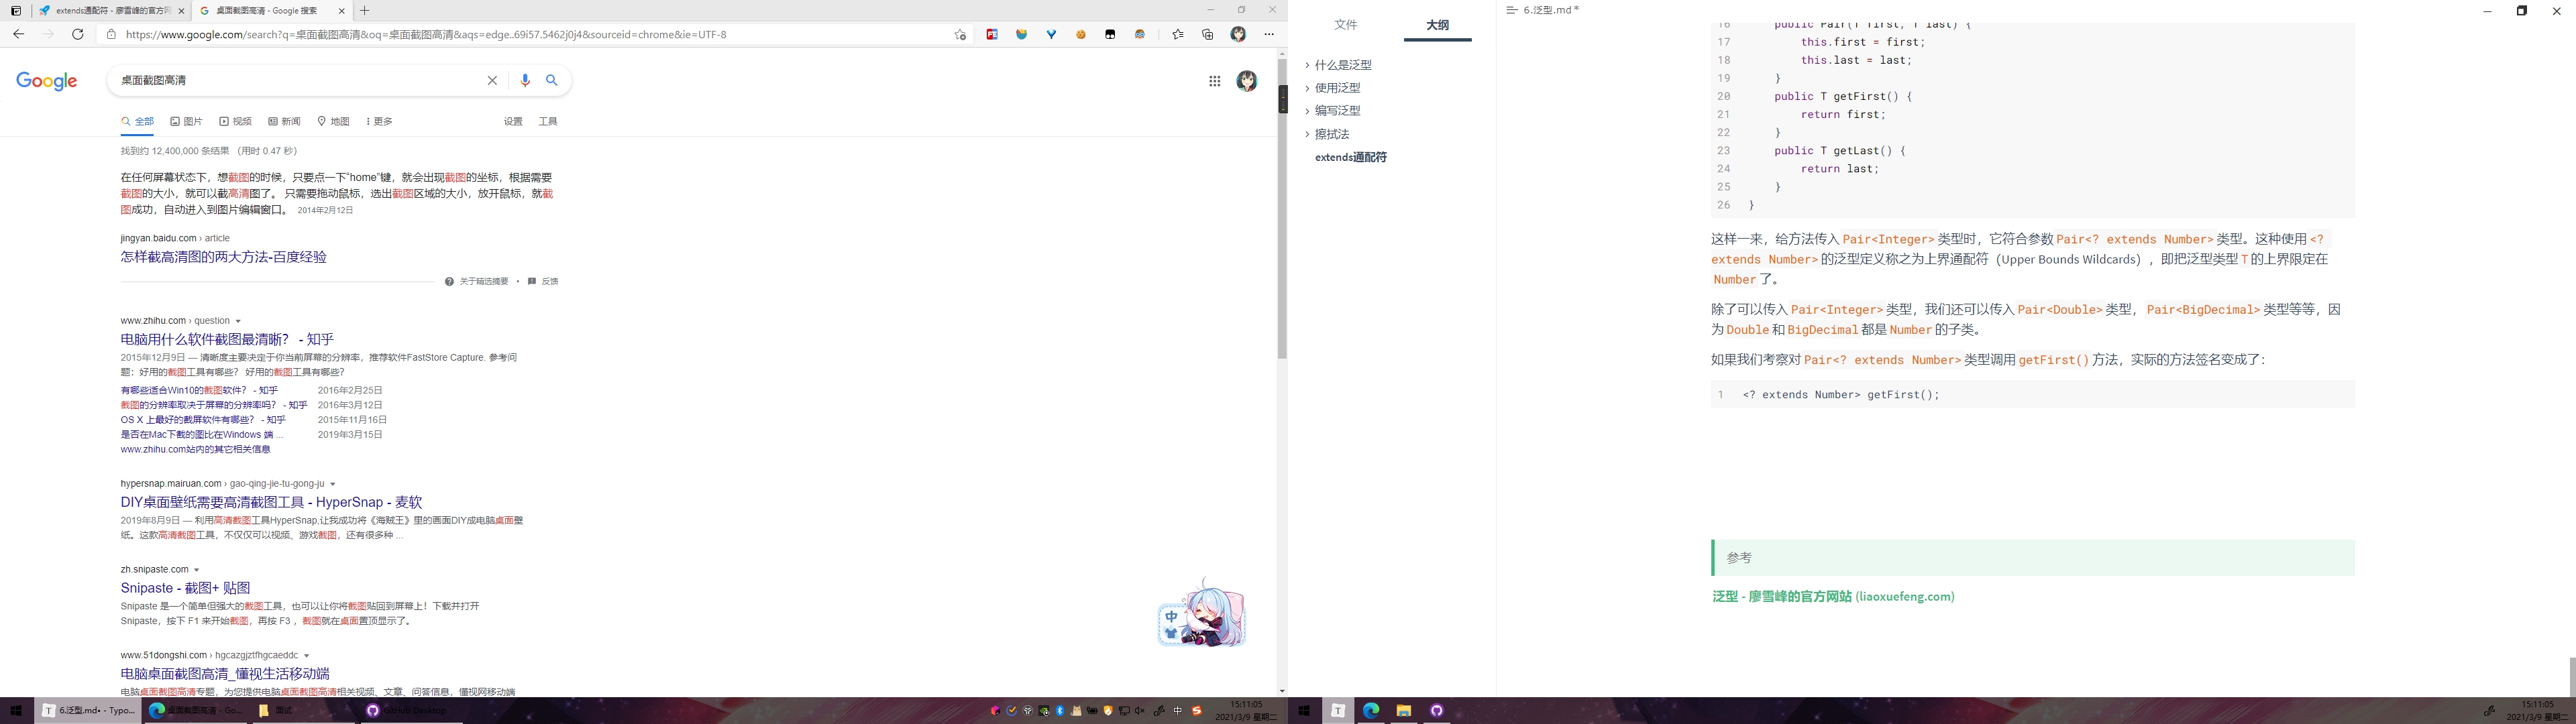 extends通配符 - 廖雪峰的官方网
桌面截图高清 - Google 搜索
https://www.google.com/search?q=桌面截图高清&oq=桌面截图高清&aqs=edge..69i57.5462j0j4&sourceid=chrome&ie=UTF-8
Google
桌面截图高清
全部 图片 视频 新闻 地图 更多 设置 工具
找到约 12,400,000 条结果 （用时 0.47 秒）
在任何屏幕状态下，想截图的时候，只要点一下“home”键，就会出现截图的坐标，根据需要
截图的大小，就可以截高清图了。 只需要拖动鼠标，选出截图区域的大小，放开鼠标，就截
图成功，自动进入到图片编辑窗口。 2014年2月12日
jingyan.baidu.com › article
怎样截高清图的两大方法-百度经验
关于精选摘要 • 反馈
www.zhihu.com › question
电脑用什么软件截图最清晰？ - 知乎
2015年12月9日 — 清晰度主要决定于你当前屏幕的分辨率，推荐软件FastStore Capture. 参考问
题：好用的截图工具有哪些？ 好用的截图工具有哪些？
有哪些适合Win10的截图软件？ - 知乎 2016年2月25日
截图的分辨率取决于屏幕的分辨率吗？ - 知乎 2016年3月12日
OS X 上最好的截屏软件有哪些？ - 知乎 2015年11月16日
是否在Mac下截的图比在Windows 端 ... 2019年3月15日
www.zhihu.com站内的其它相关信息
hypersnap.mairuan.com › gao-qing-jie-tu-gong-ju
DIY桌面壁纸需要高清截图工具 - HyperSnap - 麦软
2019年8月9日 — 利用高清截图工具HyperSnap,让我成功将《海贼王》里的画面DIY成电脑桌面壁
纸。这款高清截图工具，不仅仅可以视频、游戏截图，还有很多种 ...
zh.snipaste.com
Snipaste - 截图+ 贴图
Snipaste 是一个简单但强大的截图工具，也可以让你将截图贴回到屏幕上！下载并打开
Snipaste，按下 F1 来开始截图，再按 F3 ，截图就在桌面置顶显示了。
www.51dongshi.com › hgcazgjztfhgcaeddc
电脑桌面截图高清_懂视生活移动端
电脑桌面截图高清专题，为您提供电脑桌面截图高清相关视频、文章、问答信息，懂视网移动端
中
6.泛型.md• - Typo...
桌面截图高清 - Go...
面试
GitHub Desktop
中
15:11:05
2021/3/9 星期二
文件 大纲
什么是泛型
使用泛型
编写泛型
擦拭法
extends通配符
6.泛型.md *
16 public Pair(T first, T last) {
17 this.first = first;
18 this.last = last;
19 }
20 public T getFirst() {
21 return first;
22 }
23 public T getLast() {
24 return last;
25 }
26 }
这样一来，给方法传入 Pair<Integer> 类型时，它符合参数 Pair<? extends Number> 类型。这种使用 <?
extends Number> 的泛型定义称之为上界通配符（Upper Bounds Wildcards），即把泛型类型 T 的上界限定在
Number 了。
除了可以传入 Pair<Integer> 类型，我们还可以传入 Pair<Double> 类型， Pair<BigDecimal> 类型等等，因
为 Double 和 BigDecimal 都是 Number 的子类。
如果我们考察对 Pair<? extends Number> 类型调用 getFirst() 方法，实际的方法签名变成了：
1 <? extends Number> getFirst();
参考
泛型 - 廖雪峰的官方网站 (liaoxuefeng.com)
15:11:05
2021/3/9 星期二